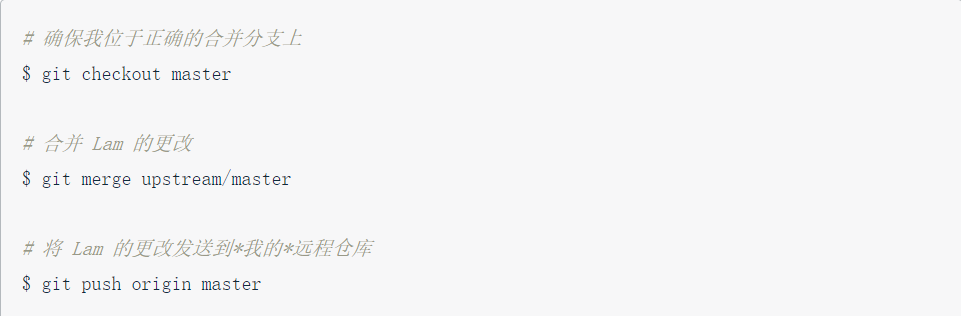 # 确保我位于正确的合并分支上
$ git checkout master
# 合并 Lam 的更改
$ git merge upstream/master
# 将 Lam 的更改发送到*我的*远程仓库
$ git push origin master